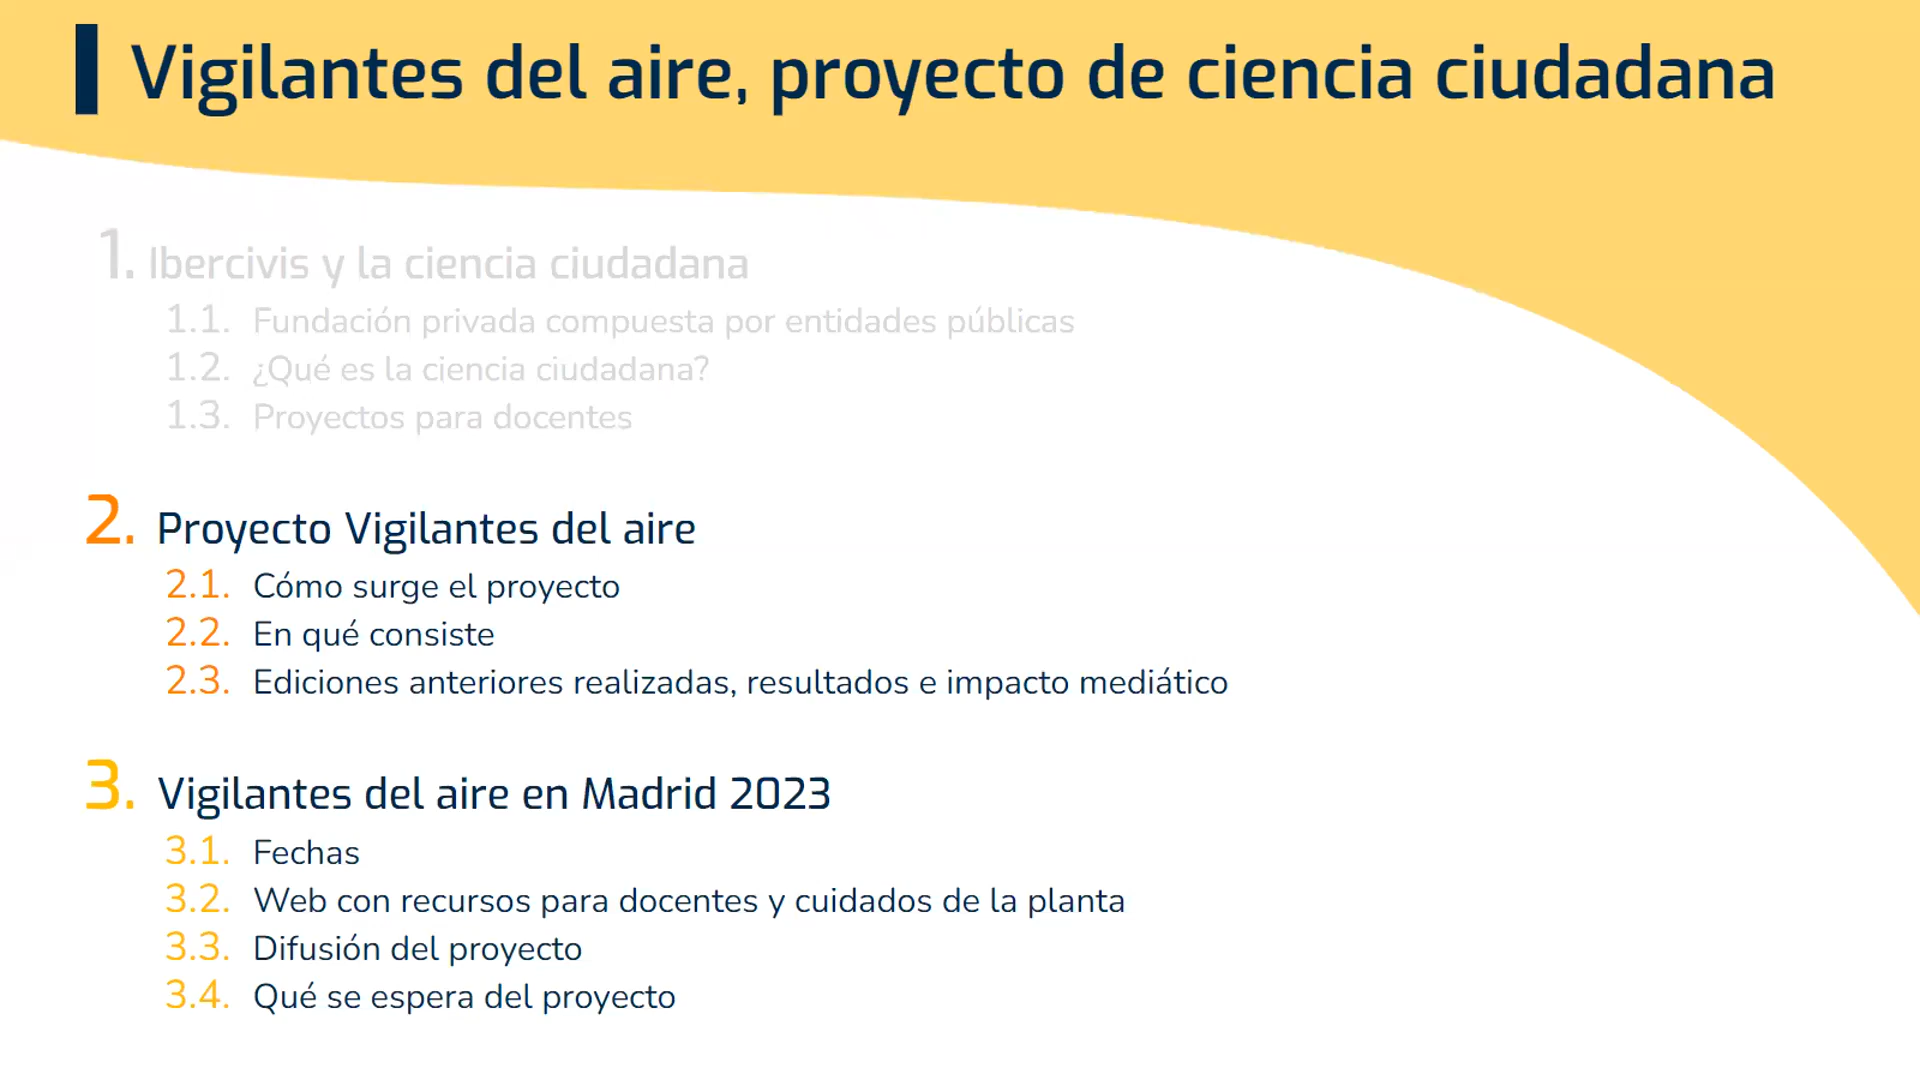 Vigilantes del aire, proyecto de ciencia ciudadana
1. Ibercivis y la ciencia ciudadana
1.1. Fundación privada compuesta por entidades públicas
1.2. ¿Qué es la ciencia ciudadana?
1.3. Proyectos para docentes
2. Proyecto Vigilantes del aire
2.1. Cómo surge el proyecto
2.2. En qué consiste
2.3. Ediciones anteriores realizadas, resultados e impacto mediático
3. Vigilantes del aire en Madrid 2023
3.1. Fechas
3.2. Web con recursos para docentes y cuidados de la planta
3.3. Difusión del proyecto
3.4. Qué se espera del proyecto